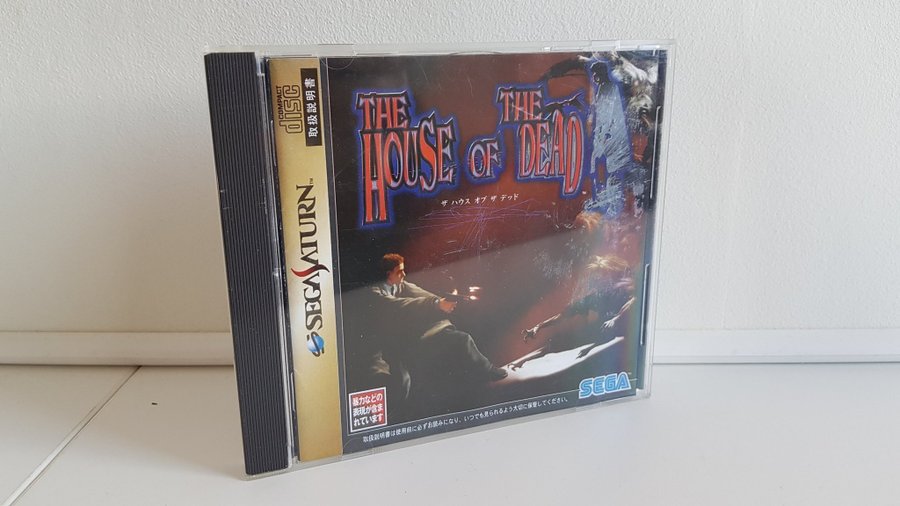 COMPACT
disc
取扱説明書
SEGA SATURN™
THE
HOUSE OF
THE
DEAD
ザ ハウス オブ ザ デッド
暴力などの
表現が含ま
れています
SEGA
取扱説明書は使用前に必ずお読みになり、いつでも見られるよう大切に保管してください。